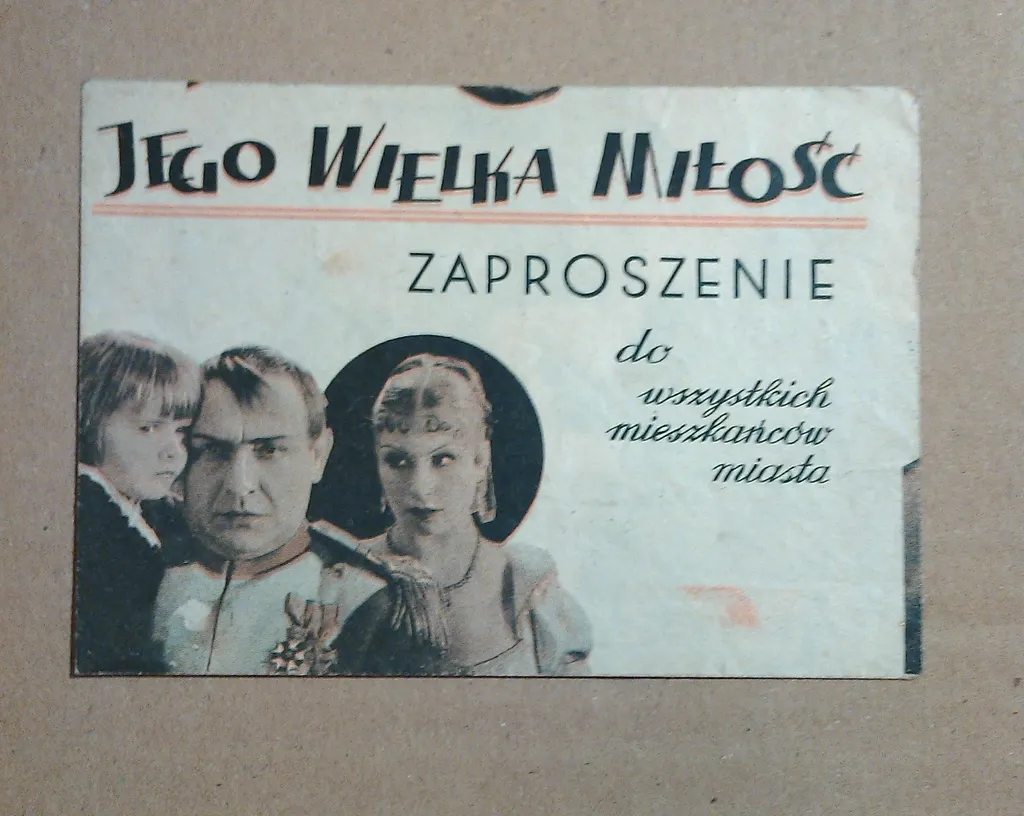 JEGO WIELKA MIŁOŚĆ
ZAPROSZENIE
do
wszystkich
mieszkańców
miasta